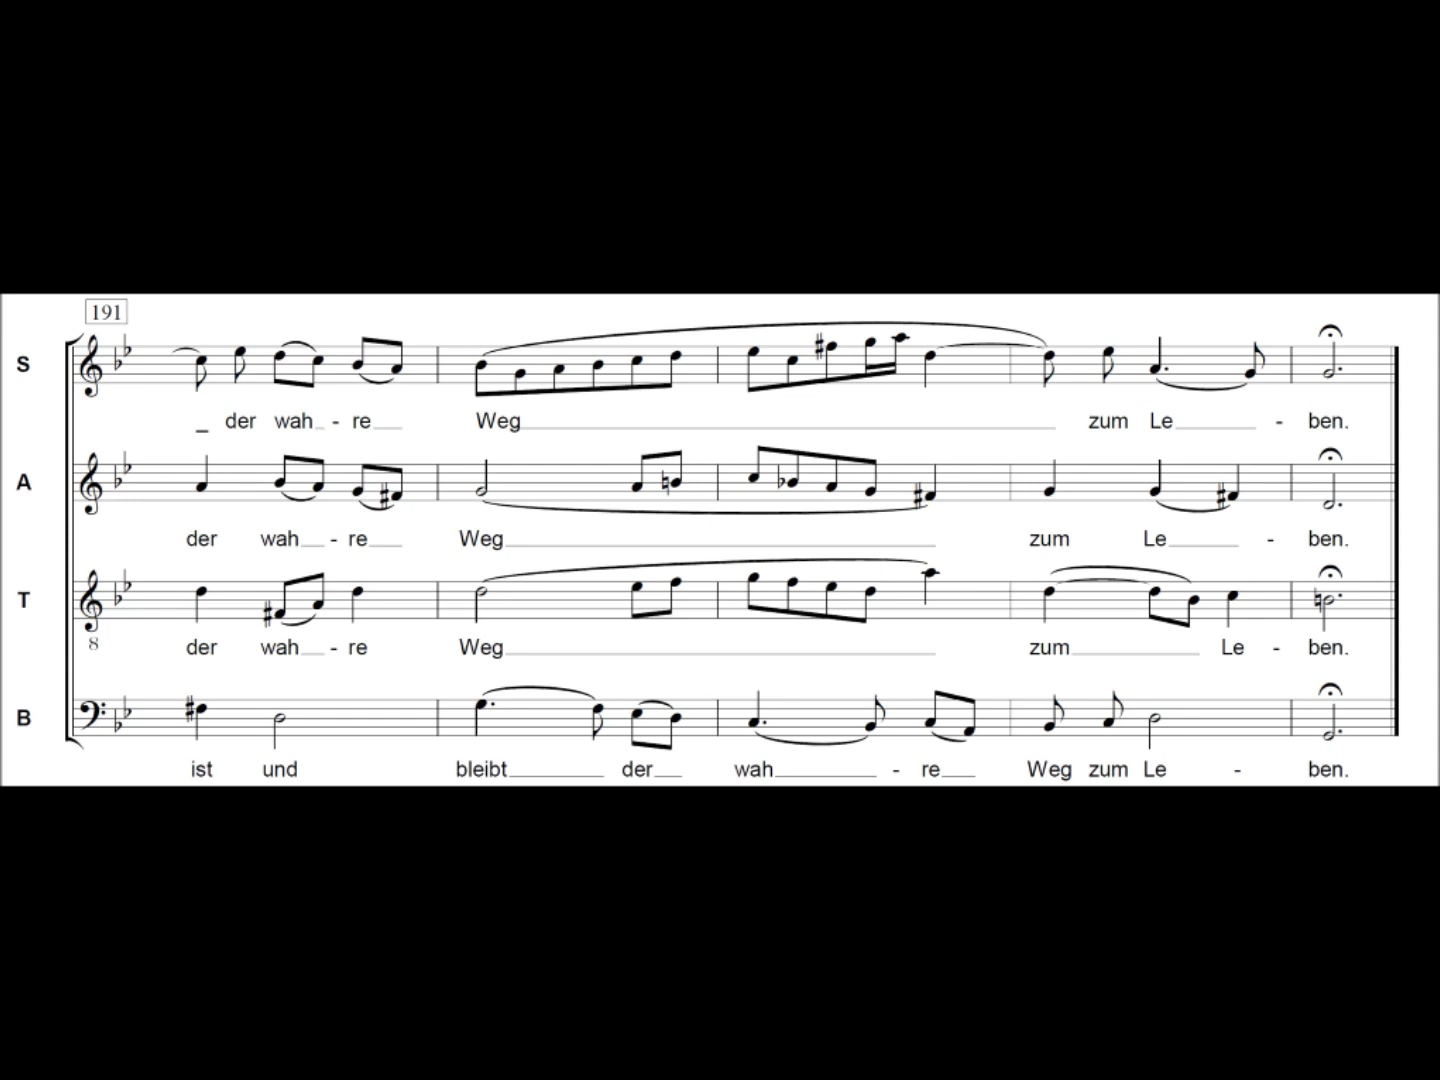 191
S
_ der wah - re Weg zum Le - ben.
A
der wah - re Weg zum Le - ben.
T
8
der wah - re Weg zum Le - ben.
B
ist und bleibt der wah - re Weg zum Le - ben.